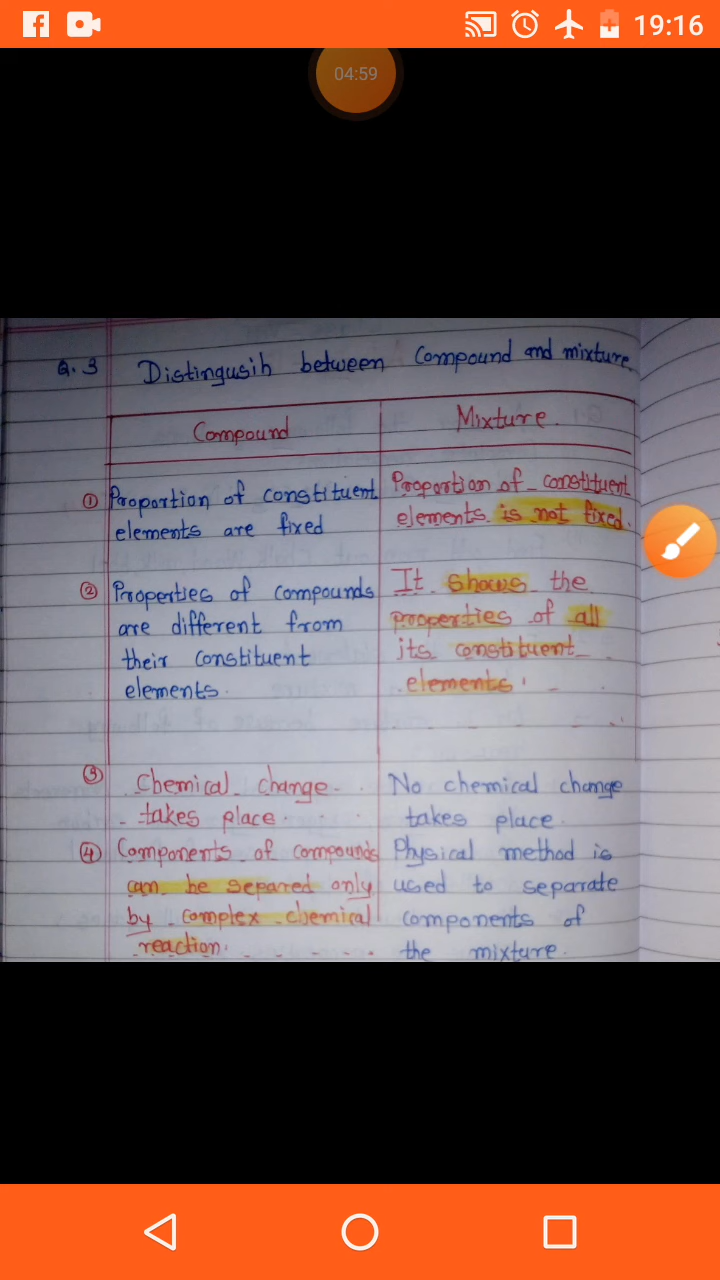 19:16
04:59
Q. 3 Distingusih between Compound and mixture.
Compound
Mixture.
① Proportion of constituent
elements are fixed
Proportion of constituent
elements is not fixed.
② Properties of compounds
are different from
their constituent
elements.
It shows the
properties of all
its constituent
elements.
③ Chemical change
takes place.
No chemical change
takes place.
④ Components of compounds
can be separed only
by complex chemical
reaction.
Physical method is
used to separate
components of
the mixture.